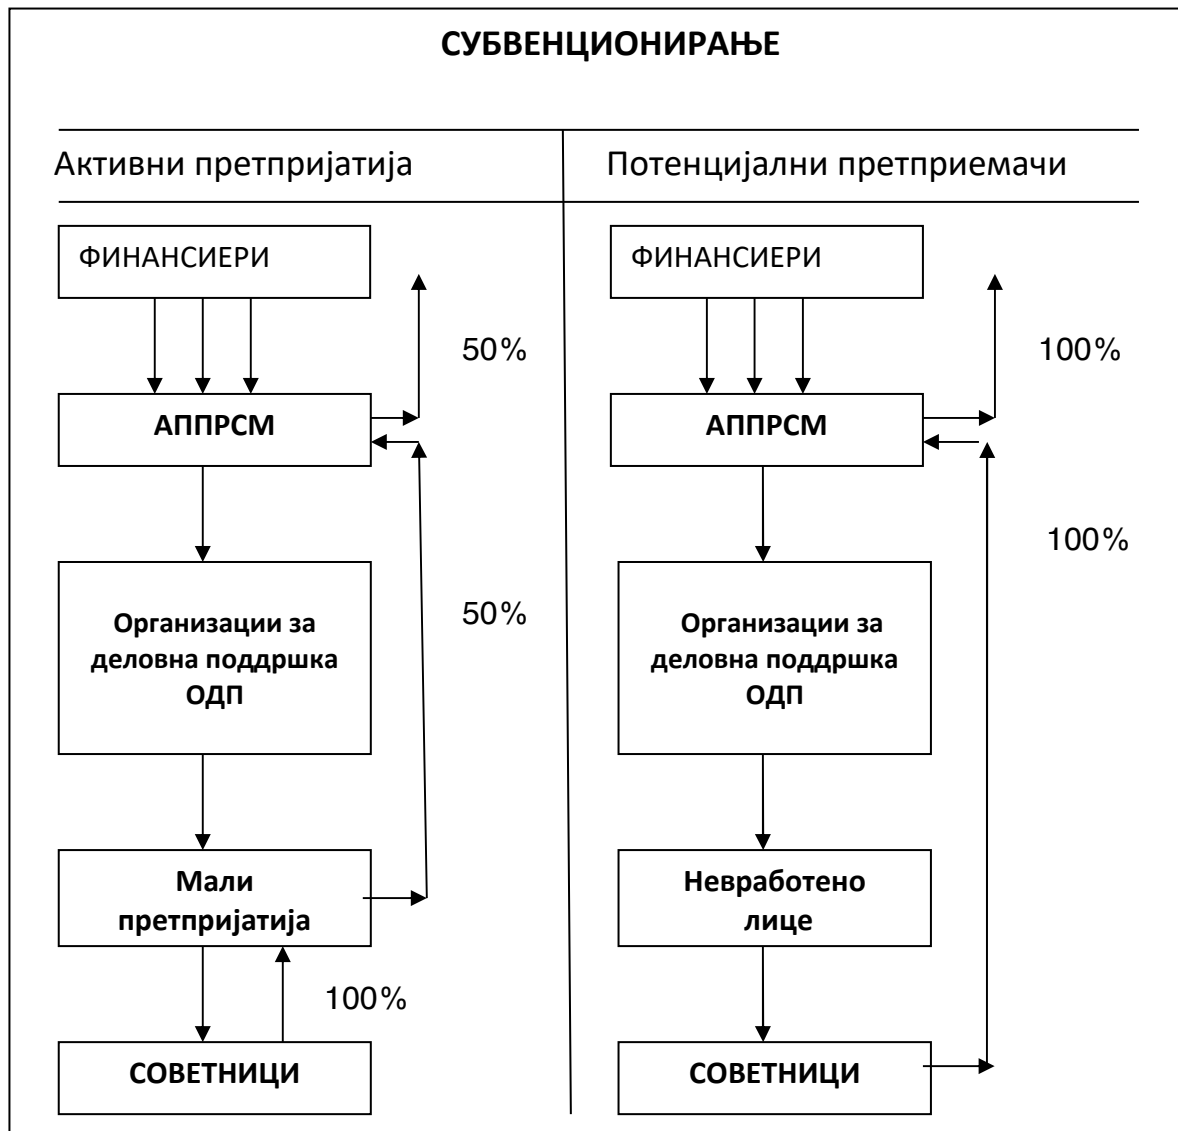 СУБВЕНЦИОНИРАЊЕ
Активни претпријатија
ФИНАНСИЕРИ
50%
АППРСМ
Организации за
деловна поддршка
ОДП
50%
Мали
претпријатија
100%
СОВЕТНИЦИ
Потенцијални претприемачи
ФИНАНСИЕРИ
100%
АППРСМ
100%
Организации за
деловна поддршка
ОДП
Невработено
лице
СОВЕТНИЦИ